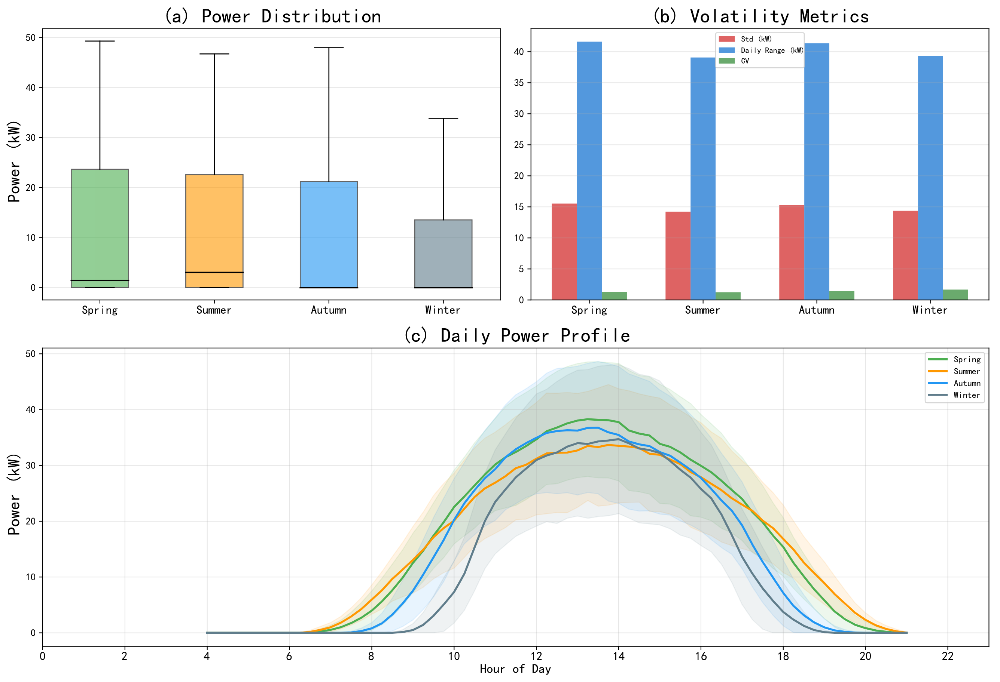 (a) Power Distribution
Power (kW)
50
40
30
20
10
0
Spring Summer Autumn Winter
(b) Volatility Metrics
Std (kW)
Daily Range (kW)
CV
40
35
30
25
20
15
10
5
0
Spring Summer Autumn Winter
(c) Daily Power Profile
Power (kW)
50
40
30
20
10
0
Spring
Summer
Autumn
Winter
0 2 4 6 8 10 12 14 16 18 20 22
Hour of Day